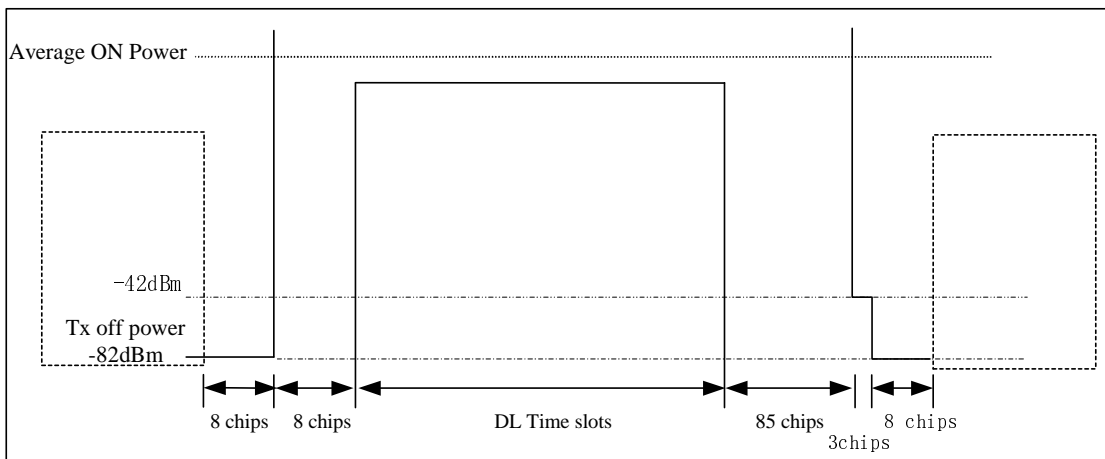 Average ON Power
-42dBm
Tx off power
-82dBm
8 chips
8 chips
DL Time slots
85 chips
3chips
8 chips